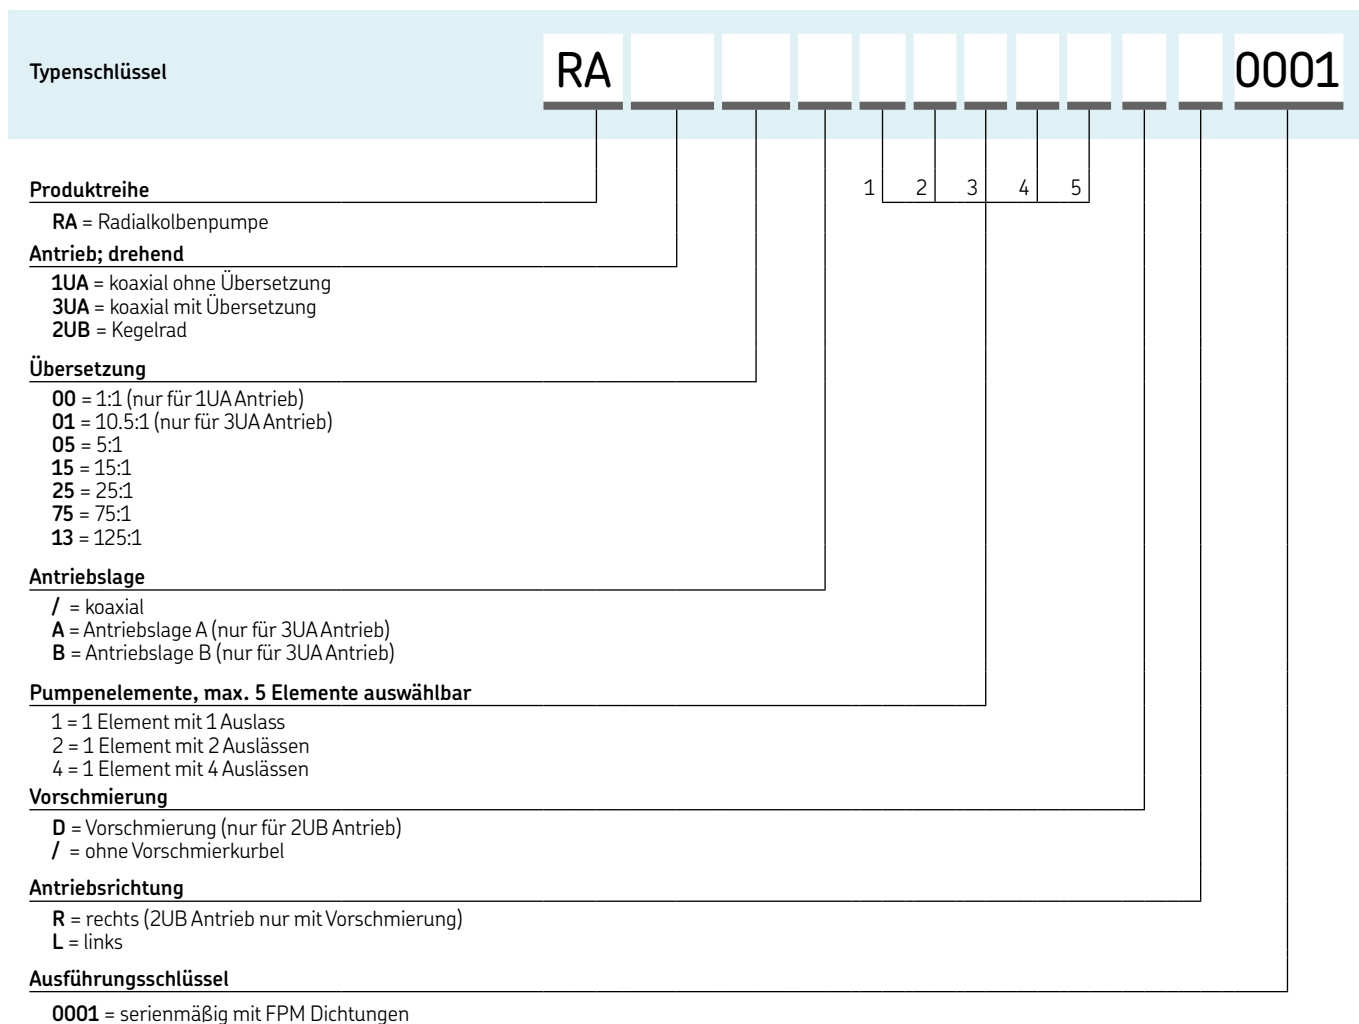 Typenschlüssel RA 0001
Produktreihe 1 2 3 4 5
RA = Radialkolbenpumpe
Antrieb; drehend
1UA = koaxial ohne Übersetzung
3UA = koaxial mit Übersetzung
2UB = Kegelrad
Übersetzung
00 = 1:1 (nur für 1UA Antrieb)
01 = 10.5:1 (nur für 3UA Antrieb)
05 = 5:1
15 = 15:1
25 = 25:1
75 = 75:1
13 = 125:1
Antriebslage
/ = koaxial
A = Antriebslage A (nur für 3UA Antrieb)
B = Antriebslage B (nur für 3UA Antrieb)
Pumpenelemente, max. 5 Elemente auswählbar
1 = 1 Element mit 1 Auslass
2 = 1 Element mit 2 Auslässen
4 = 1 Element mit 4 Auslässen
Vorschmierung
D = Vorschmierung (nur für 2UB Antrieb)
/ = ohne Vorschmierkurbel
Antriebsrichtung
R = rechts (2UB Antrieb nur mit Vorschmierung)
L = links
Ausführungsschlüssel
0001 = serienmäßig mit FPM Dichtungen